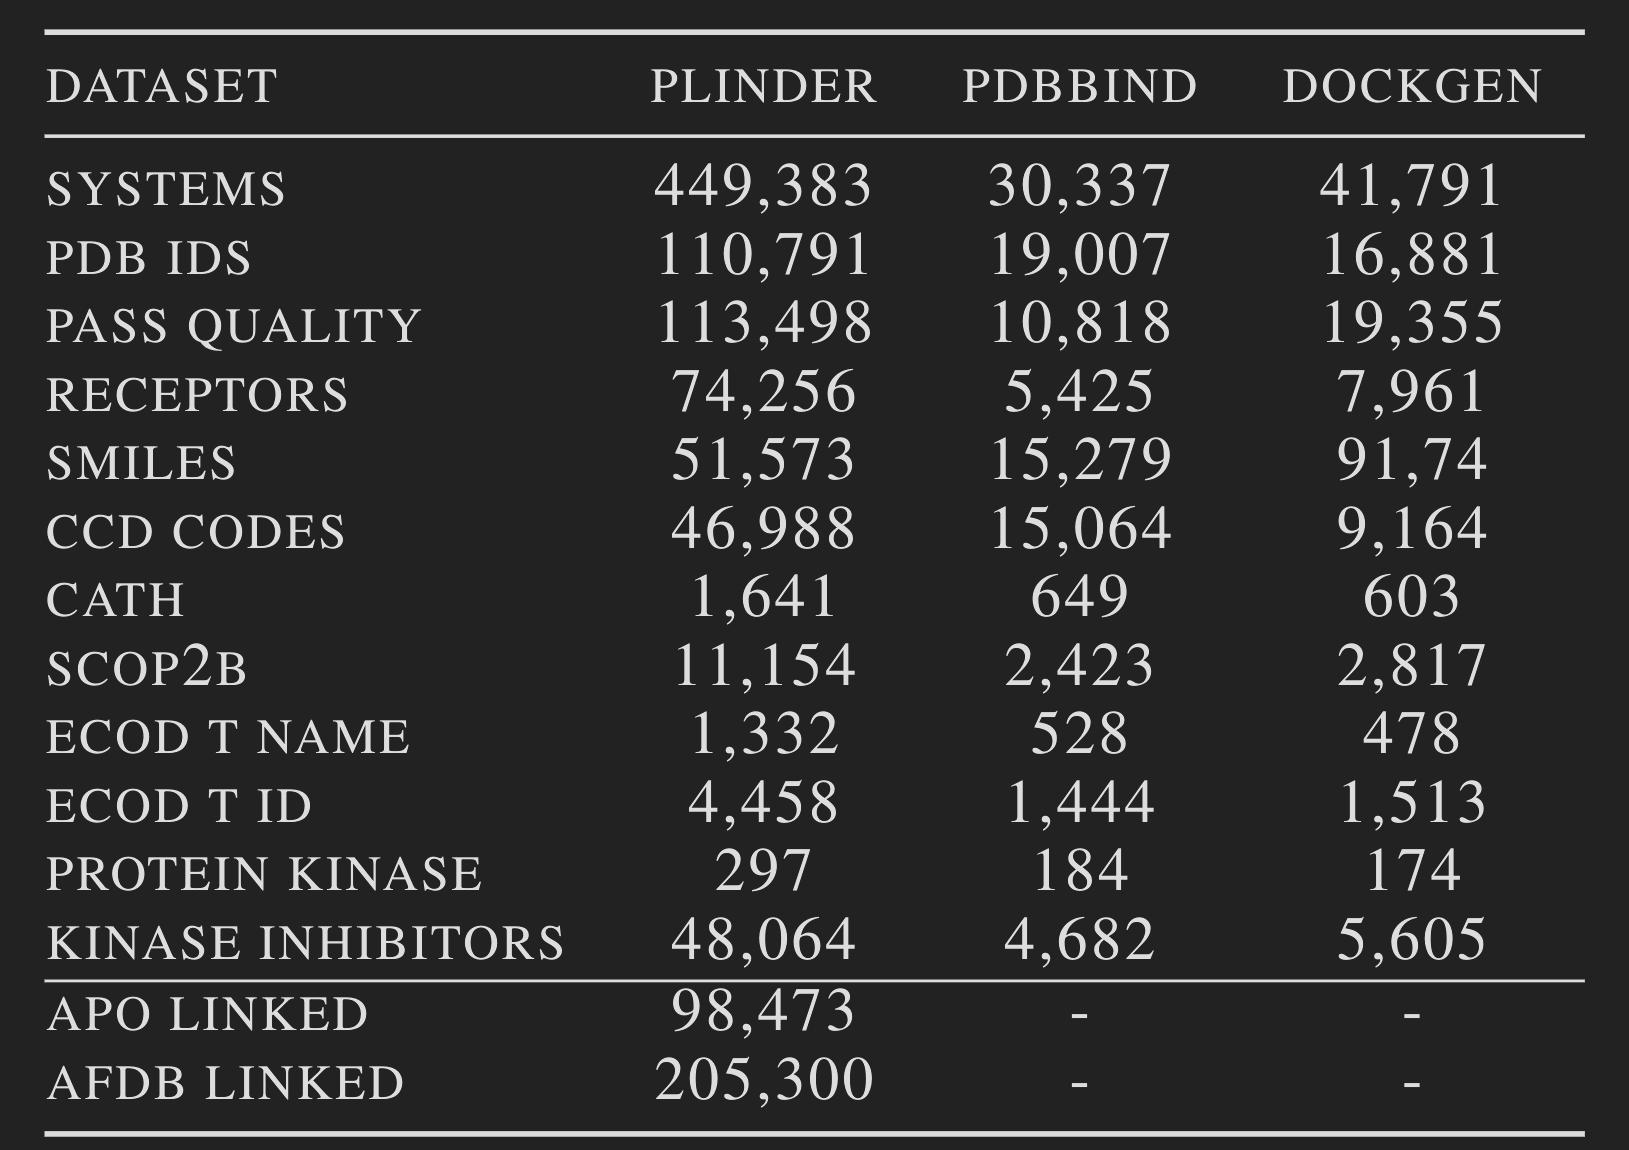 DATASET PLINDER PDBBIND DOCKGEN
SYSTEMS 449,383 30,337 41,791
PDB IDS 110,791 19,007 16,881
PASS QUALITY 113,498 10,818 19,355
RECEPTORS 74,256 5,425 7,961
SMILES 51,573 15,279 91,74
CCD CODES 46,988 15,064 9,164
CATH 1,641 649 603
SCOP2B 11,154 2,423 2,817
ECOD T NAME 1,332 528 478
ECOD T ID 4,458 1,444 1,513
PROTEIN KINASE 297 184 174
KINASE INHIBITORS 48,064 4,682 5,605
APO LINKED 98,473 - -
AFDB LINKED 205,300 - -